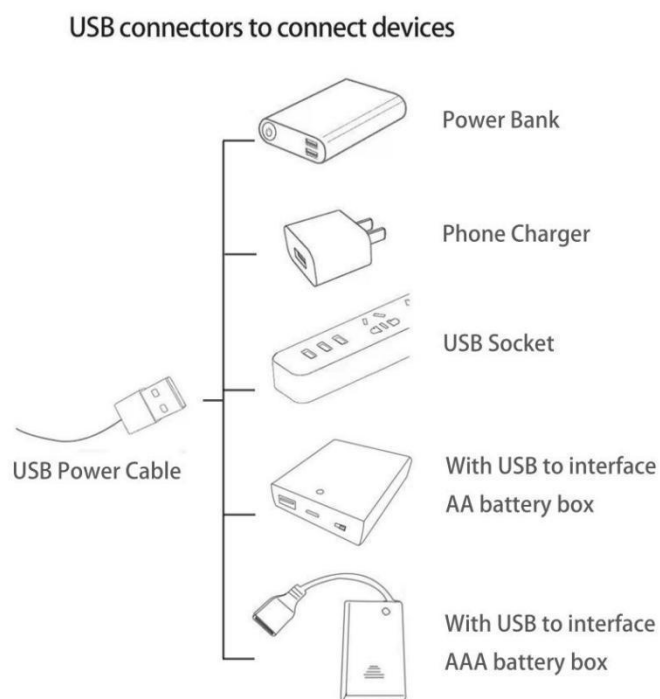 USB connectors to connect devices
Power Bank
Phone Charger
USB Socket
USB Power Cable
With USB to interface
AA battery box
With USB to interface
AAA battery box